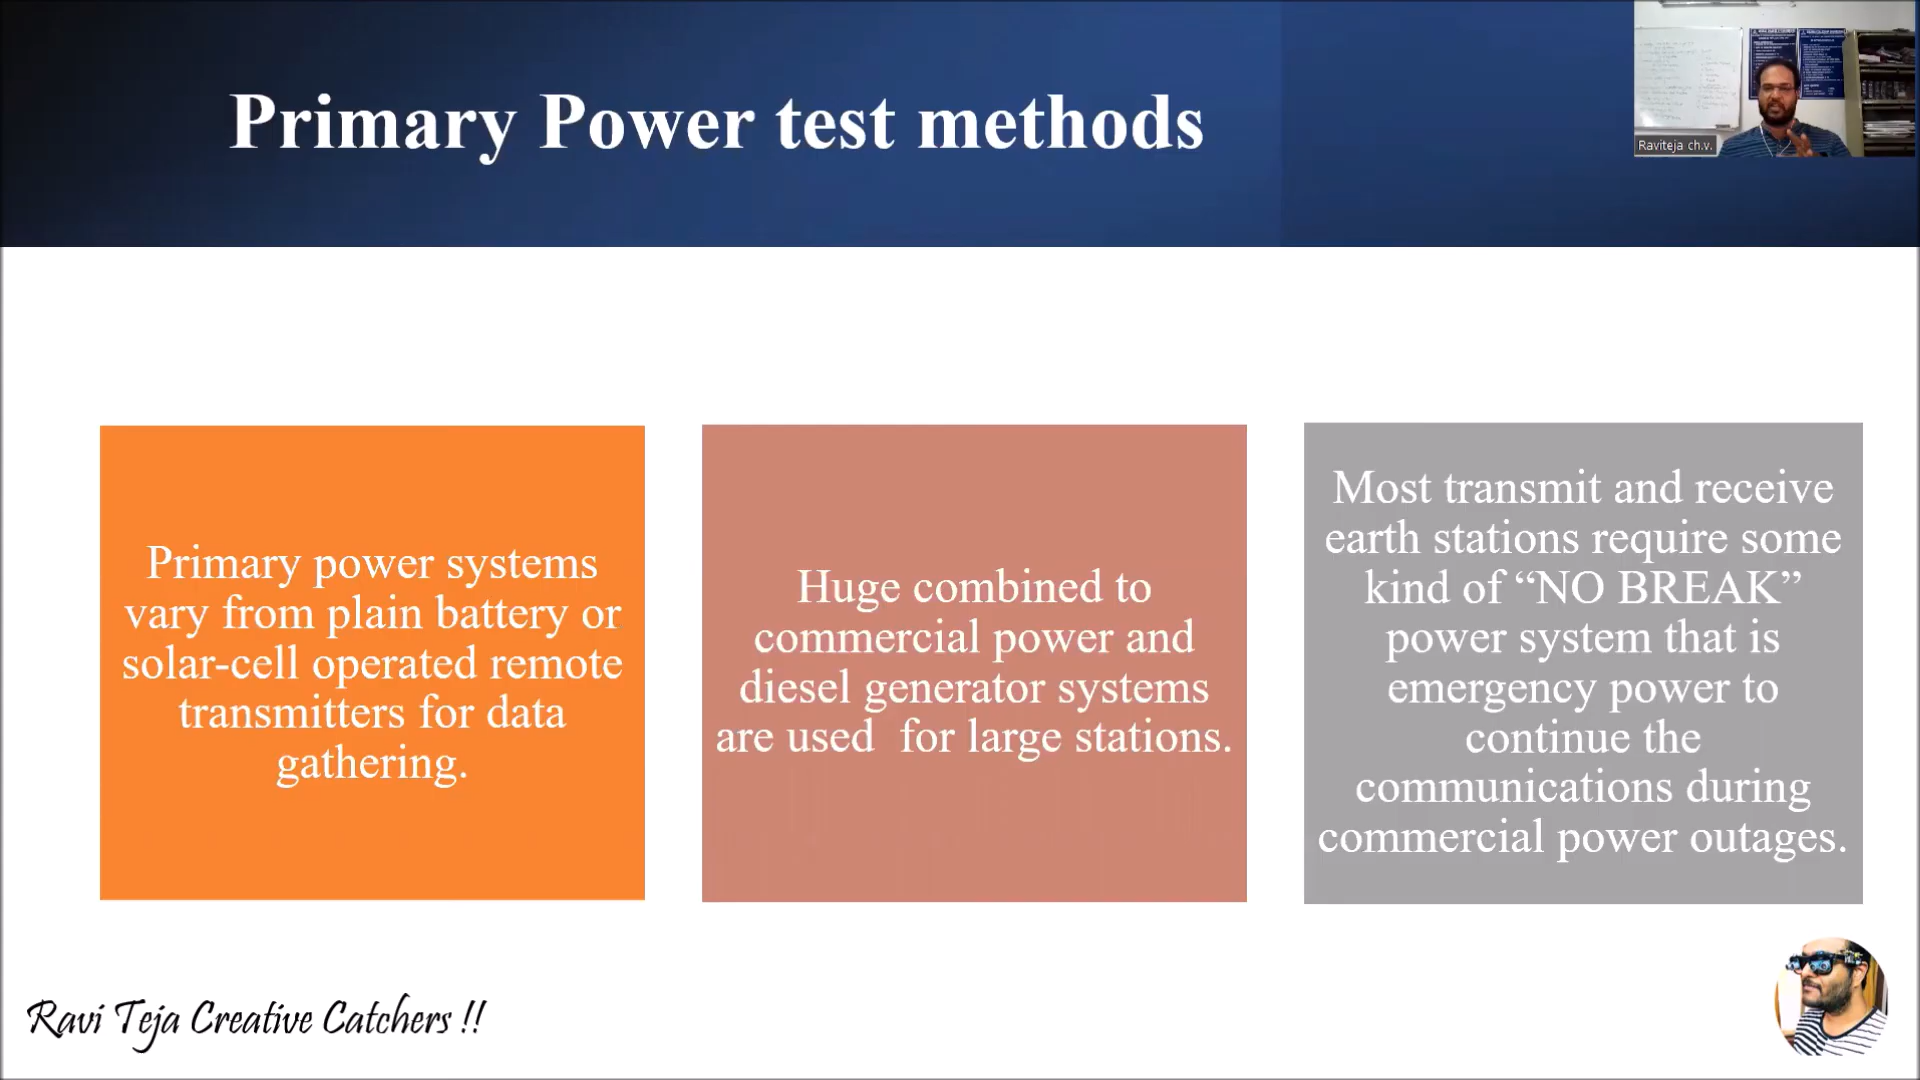 Primary Power test methods
Raviteja ch.v.
Primary power systems
vary from plain battery or
solar-cell operated remote
transmitters for data
gathering.
Huge combined to
commercial power and
diesel generator systems
are used for large stations.
Most transmit and receive
earth stations require some
kind of “NO BREAK”
power system that is
emergency power to
continue the
communications during
commercial power outages.
Ravi Teja Creative Catchers !!